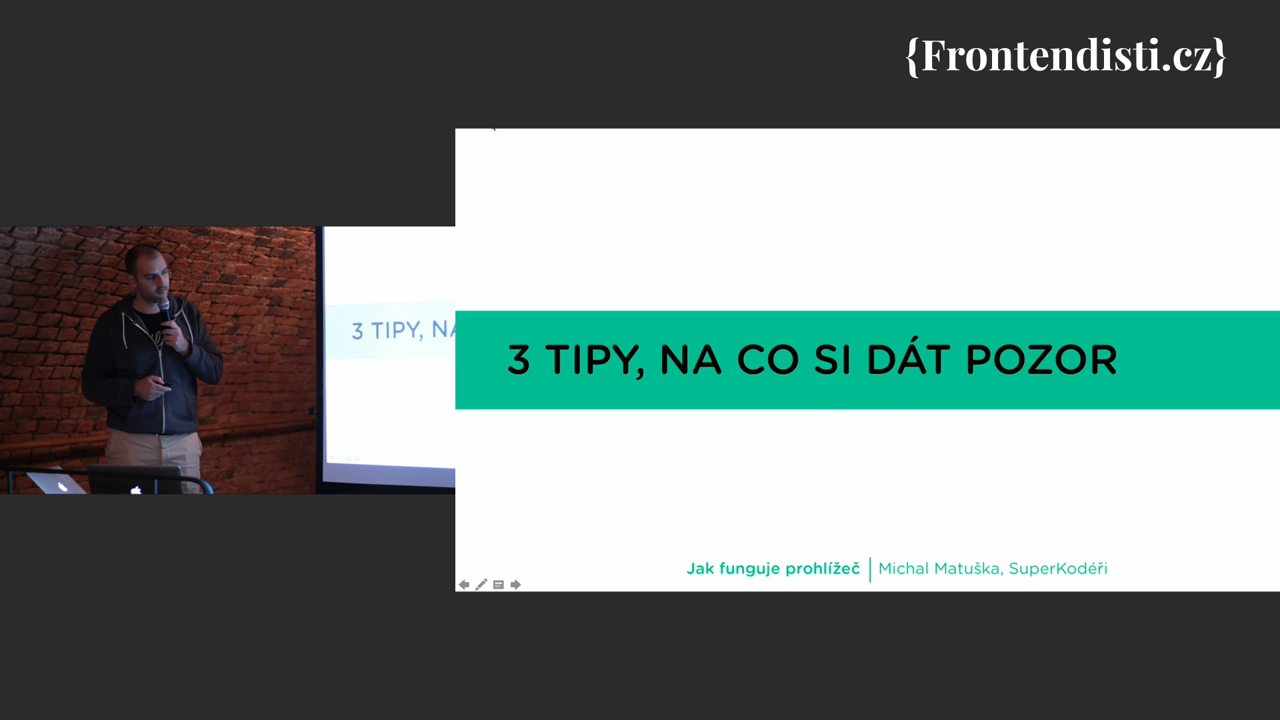 {Frontendisti.cz}
3 TIPY, NA
3 TIPY, NA CO SI DÁT POZOR
Jak funguje prohlížeč | Michal Matuška, SuperKodéři